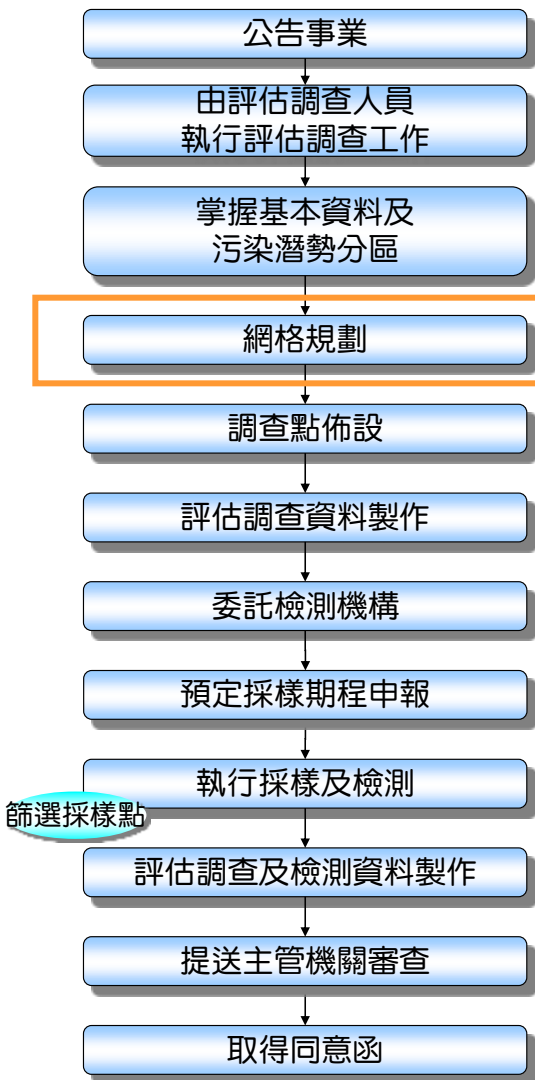 公告事業
由評估調查人員
執行評估調查工作
掌握基本資料及
污染潛勢分區
網格規劃
調查點佈設
評估調查資料製作
委託檢測機構
預定採樣期程申報
執行採樣及檢測
篩選採樣點
評估調查及檢測資料製作
提送主管機關審查
取得同意函